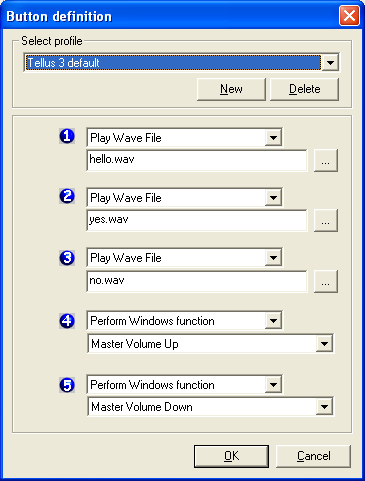 Button definition
Select profile
Tellus 3 default
New Delete
1 Play Wave File
hello.wav ...
2 Play Wave File
yes.wav ...
3 Play Wave File
no.wav ...
4 Perform Windows function
Master Volume Up
5 Perform Windows function
Master Volume Down
OK Cancel